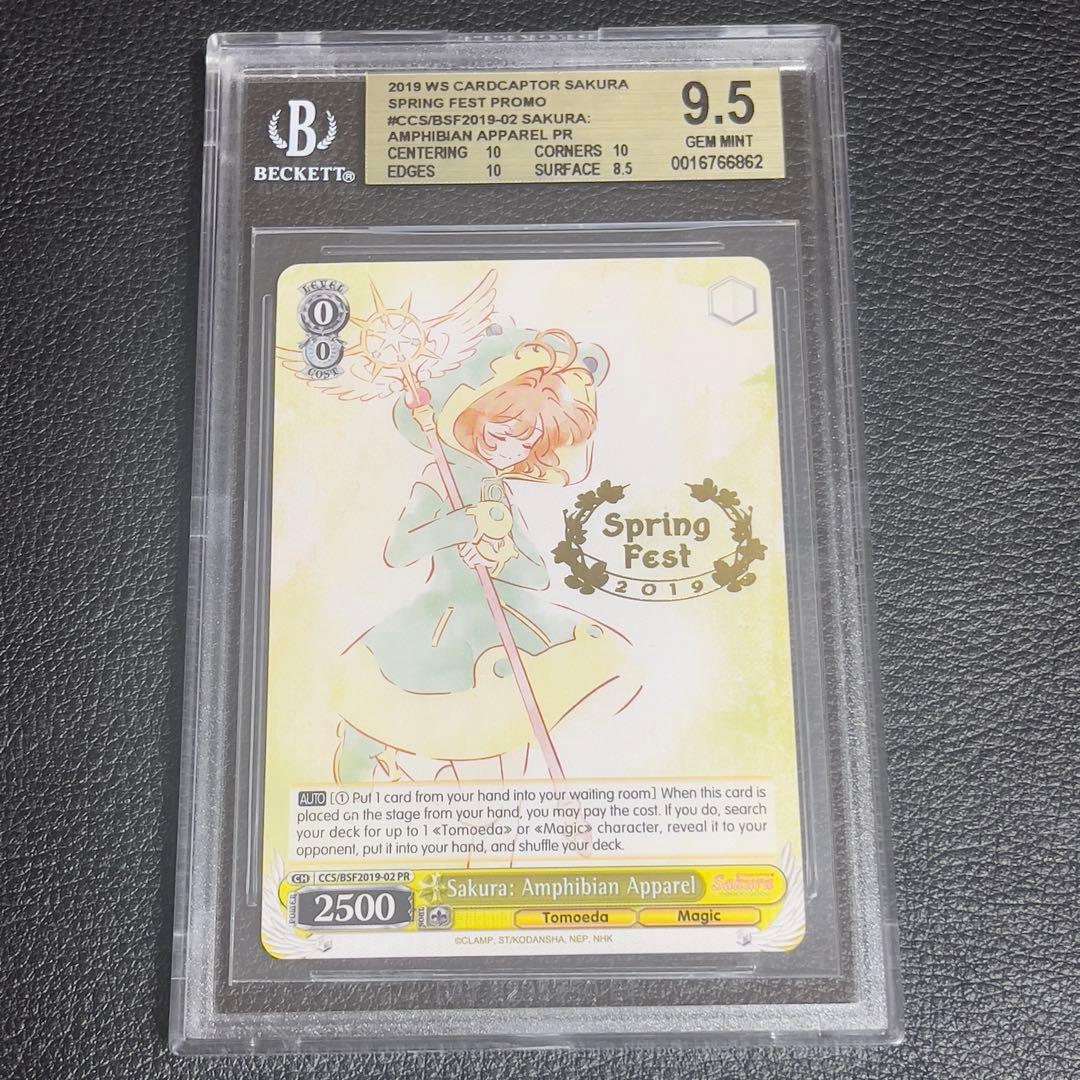 2019 WS CARDCAPTOR SAKURA
SPRING FEST PROMO
#CCS/BSF2019-02 SAKURA:
AMPHIBIAN APPAREL PR
CENTERING 10 CORNERS 10
EDGES 10 SURFACE 8.5
9.5
GEM MINT
0016766862
B
BECKETT®
LEVEL
0
0
COST
Spring
Fest
2019
AUTO [① Put 1 card from your hand into your waiting room] When this card is
placed on the stage from your hand, you may pay the cost. If you do, search
your deck for up to 1 «Tomoeda» or «Magic» character, reveal it to your
opponent, put it into your hand, and shuffle your deck.
CH CCS/BSF2019-02 PR
Sakura: Amphibian Apparel
Sakura
POWER
2500
SOUL
Tomoeda Magic
©CLAMP, ST/KODANSHA, NEP, NHK